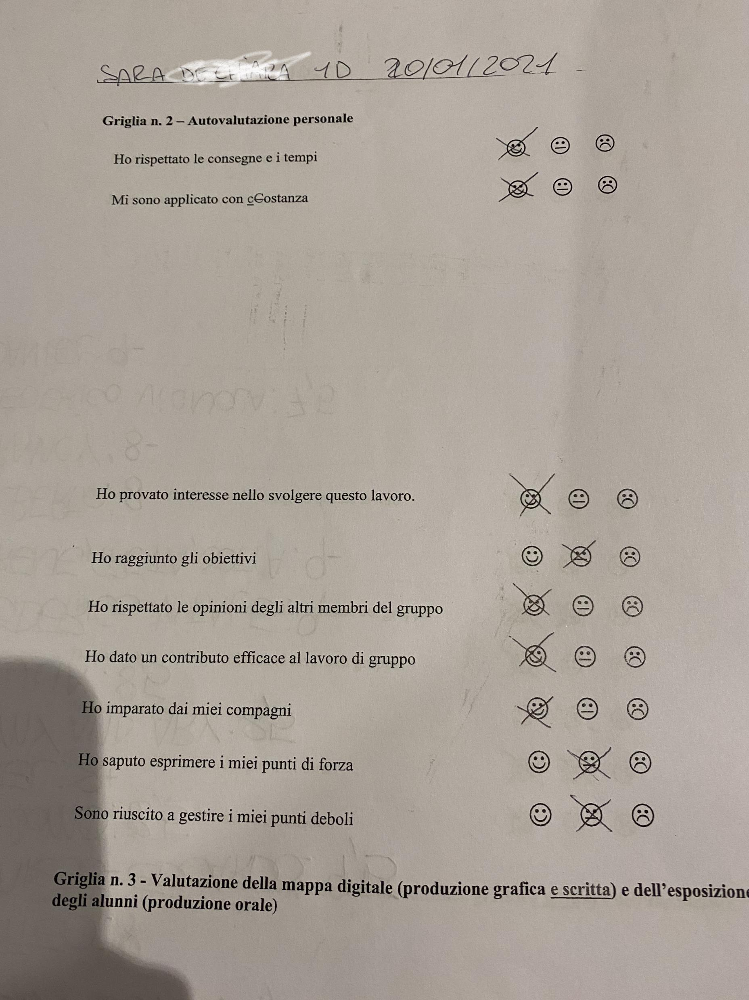 SARA 1D 20/01/2021
Griglia n. 2 – Autovalutazione personale
Ho rispettato le consegne e i tempi
Mi sono applicato con cCostanza
Ho provato interesse nello svolgere questo lavoro.
Ho raggiunto gli obiettivi
Ho rispettato le opinioni degli altri membri del gruppo
Ho dato un contributo efficace al lavoro di gruppo
Ho imparato dai miei compagni
Ho saputo esprimere i miei punti di forza
Sono riuscito a gestire i miei punti deboli
Griglia n. 3 - Valutazione della mappa digitale (produzione grafica e scritta) e dell'esposizione
degli alunni (produzione orale)